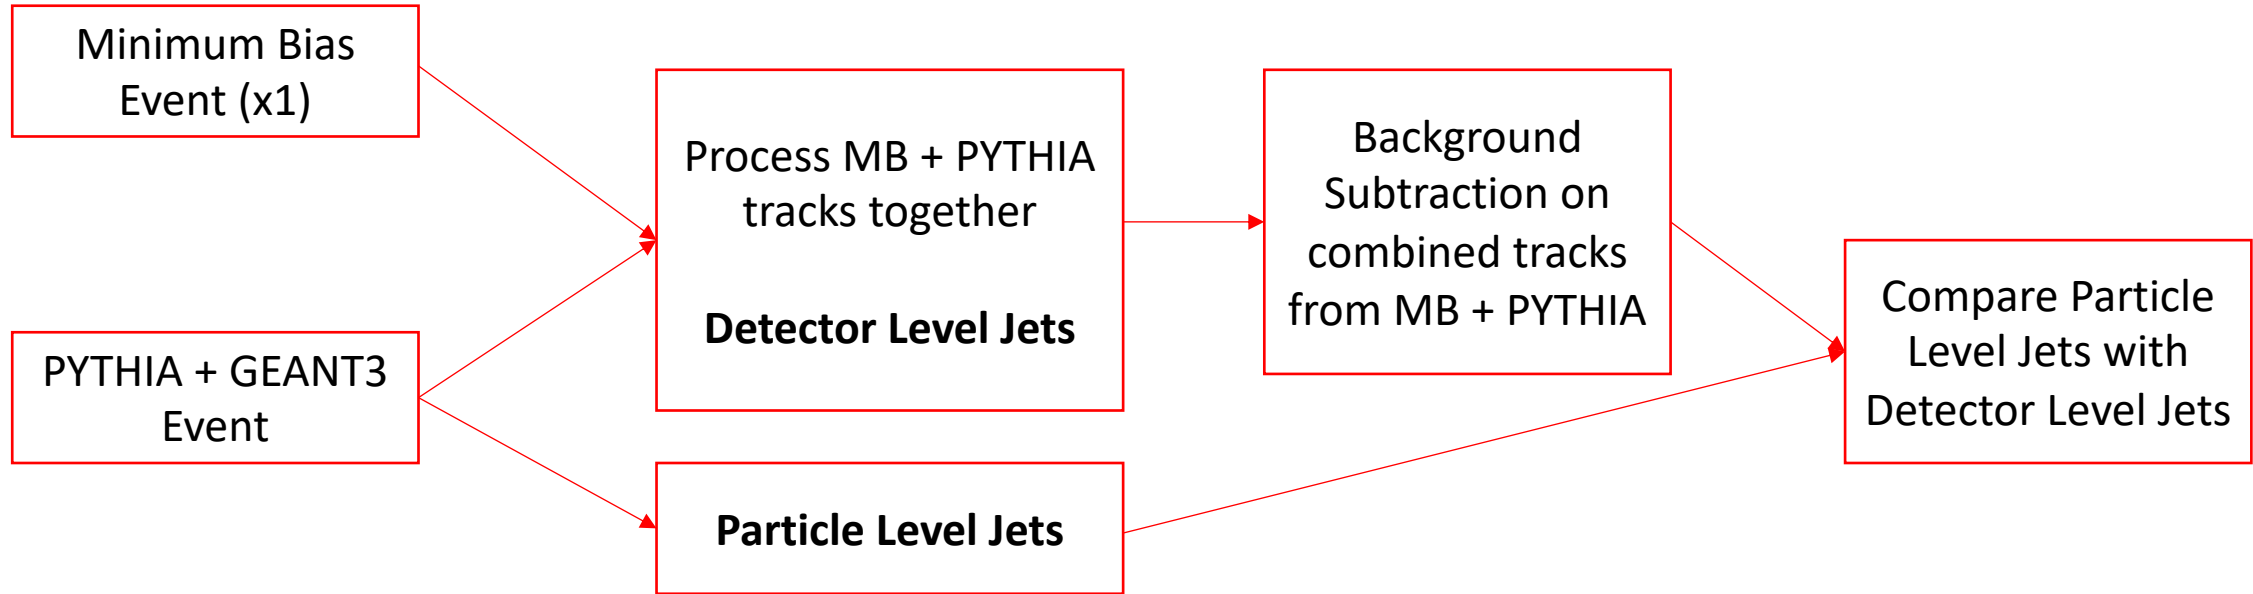 Minimum Bias
Event (x1)
PYTHIA + GEANT3
Event
Process MB + PYTHIA
tracks together
Detector Level Jets
Particle Level Jets
Background
Subtraction on
combined tracks
from MB + PYTHIA
Compare Particle
Level Jets with
Detector Level Jets